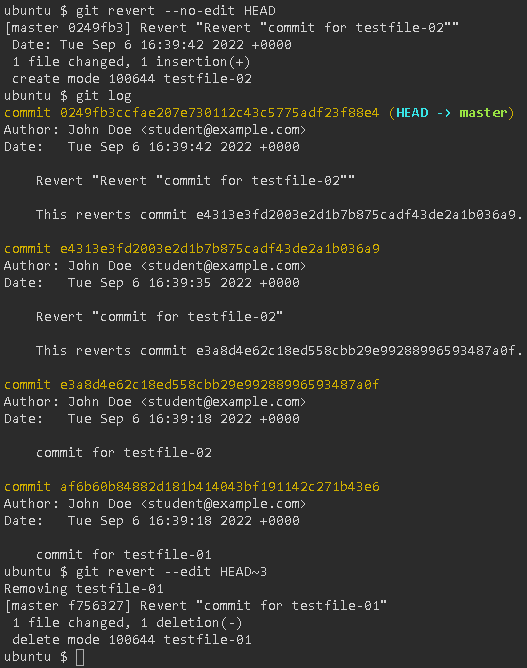 ubuntu $ git revert --no-edit HEAD
[master 0249fb3] Revert "Revert "commit for testfile-02""
 Date: Tue Sep 6 16:39:42 2022 +0000
 1 file changed, 1 insertion(+)
 create mode 100644 testfile-02
ubuntu $ git log
commit 0249fb3ccfae207e730112c43c5775adf23f88e4 (HEAD -> master)
Author: John Doe <student@example.com>
Date:   Tue Sep 6 16:39:42 2022 +0000

    Revert "Revert "commit for testfile-02""

    This reverts commit e4313e3fd2003e2d1b7b875cadf43de2a1b036a9.

commit e4313e3fd2003e2d1b7b875cadf43de2a1b036a9
Author: John Doe <student@example.com>
Date:   Tue Sep 6 16:39:35 2022 +0000

    Revert "commit for testfile-02"

    This reverts commit e3a8d4e62c18ed558cbb29e99288996593487a0f.

commit e3a8d4e62c18ed558cbb29e99288996593487a0f
Author: John Doe <student@example.com>
Date:   Tue Sep 6 16:39:18 2022 +0000

    commit for testfile-02

commit af6b60b84882d181b414043bf191142c271b43e6
Author: John Doe <student@example.com>
Date:   Tue Sep 6 16:39:18 2022 +0000

    commit for testfile-01
ubuntu $ git revert --edit HEAD~3
Removing testfile-01
[master f756327] Revert "commit for testfile-01"
 1 file changed, 1 deletion(-)
 delete mode 100644 testfile-01
ubuntu $